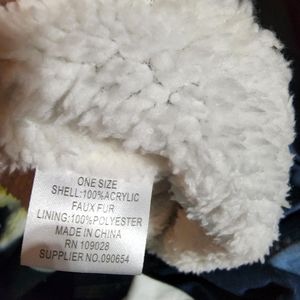 ONE SIZE
SHELL:100%ACRYLIC
FAUX FUR
LINING:100%POLYESTER
MADE IN CHINA
RN 109028
SUPPLIER NO.090654